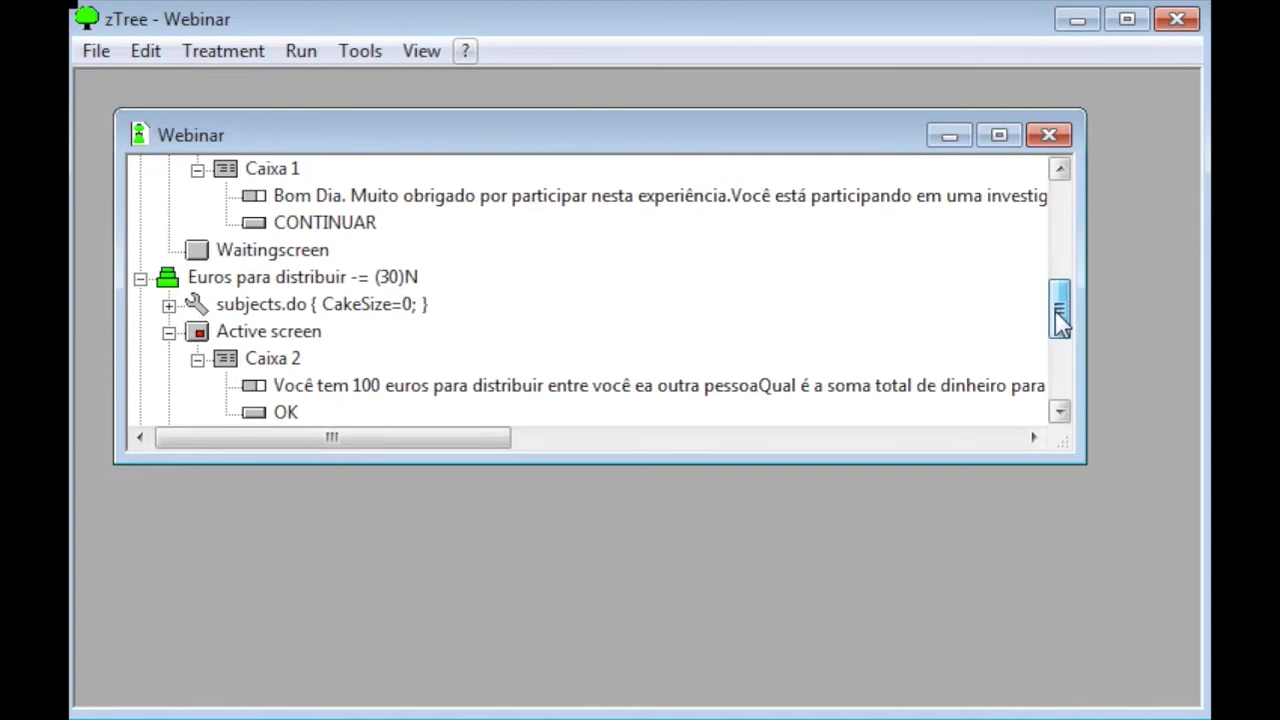 zTree - Webinar
File Edit Treatment Run Tools View ?
Webinar
Caixa 1
Bom Dia. Muito obrigado por participar nesta experiência.Você está participando em uma investig
CONTINUAR
Waitingscreen
Euros para distribuir -= (30)N
subjects.do { CakeSize=0; }
Active screen
Caixa 2
Você tem 100 euros para distribuir entre você ea outra pessoaQual é a soma total de dinheiro para
OK